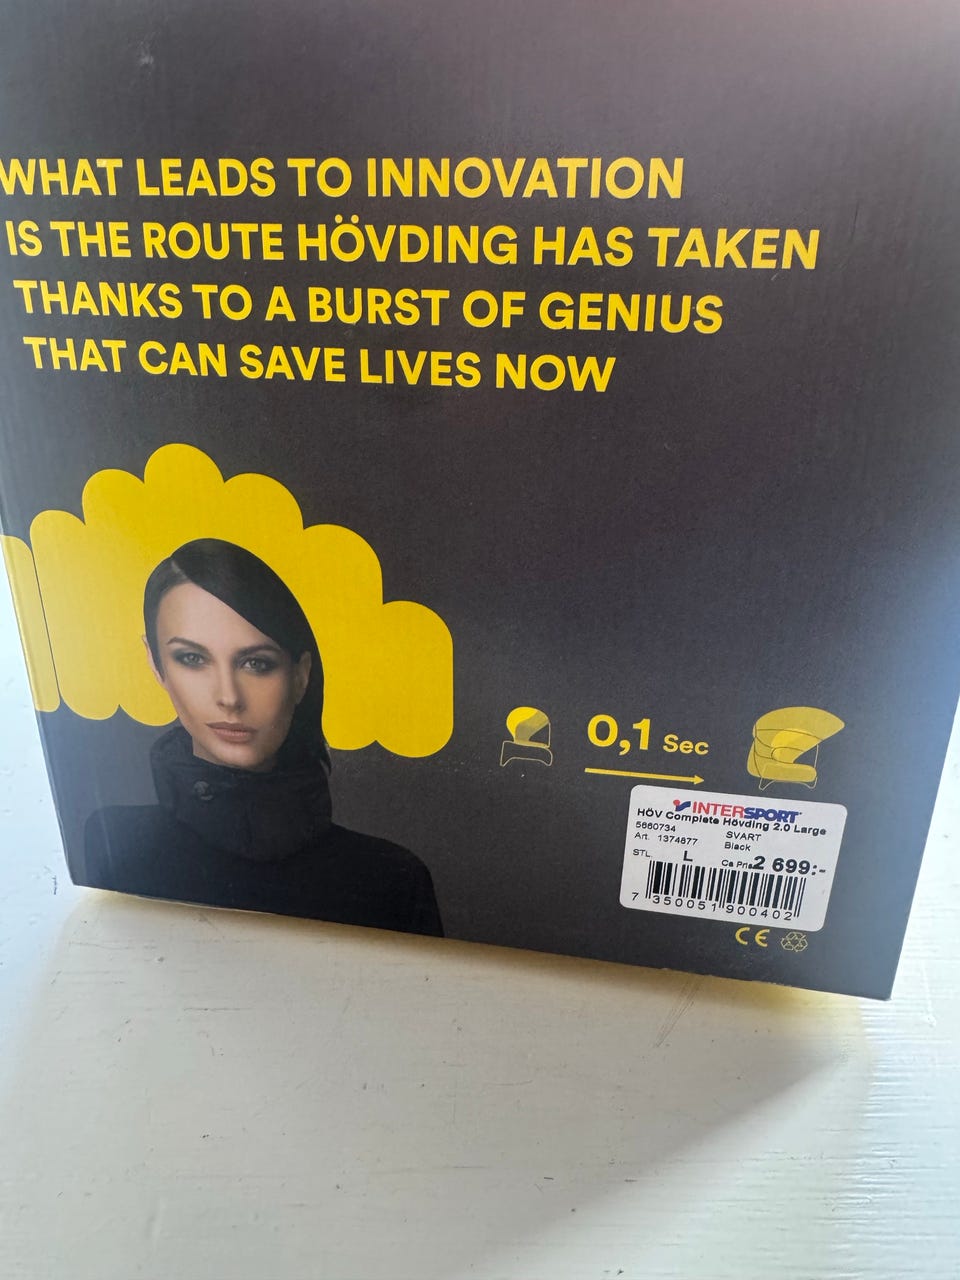 WHAT LEADS TO INNOVATION
IS THE ROUTE HÖVDING HAS TAKEN
THANKS TO A BURST OF GENIUS
THAT CAN SAVE LIVES NOW
0,1 Sec
INTERSPORT
HÖV Complete Hövding 2.0 Large
5660734 SVART
Art. 1374677 Black
STL. L Ca Pris 2 699:-
7 350051 900402
CE